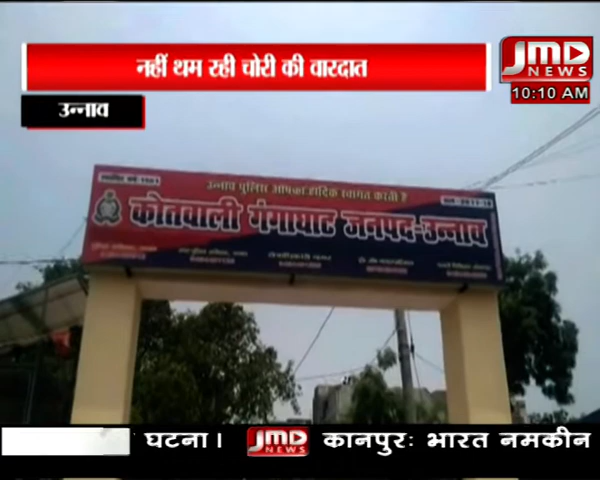 नहीं थम रही चोरी की वारदात
JMD
NEWS
10:10 AM
उन्नाव
उन्नाव पुलिस आपका हार्दिक स्वागत करती है
कोतवाली गंगाघाट जनपद-उन्नाव
घटना। JMD NEWS कानपुरः भारत नमकीन